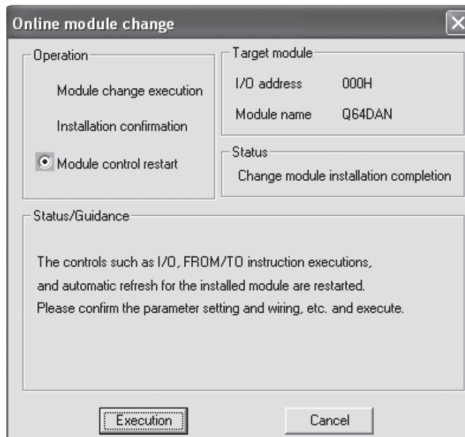 Online module change
Operation
Module change execution
Installation confirmation
Module control restart
Target module
I/O address 000H
Module name Q64DAN
Status
Change module installation completion
Status/Guidance
The controls such as I/O, FROM/TO instruction executions,
and automatic refresh for the installed module are restarted.
Please confirm the parameter setting and wiring, etc. and execute.
Execution Cancel